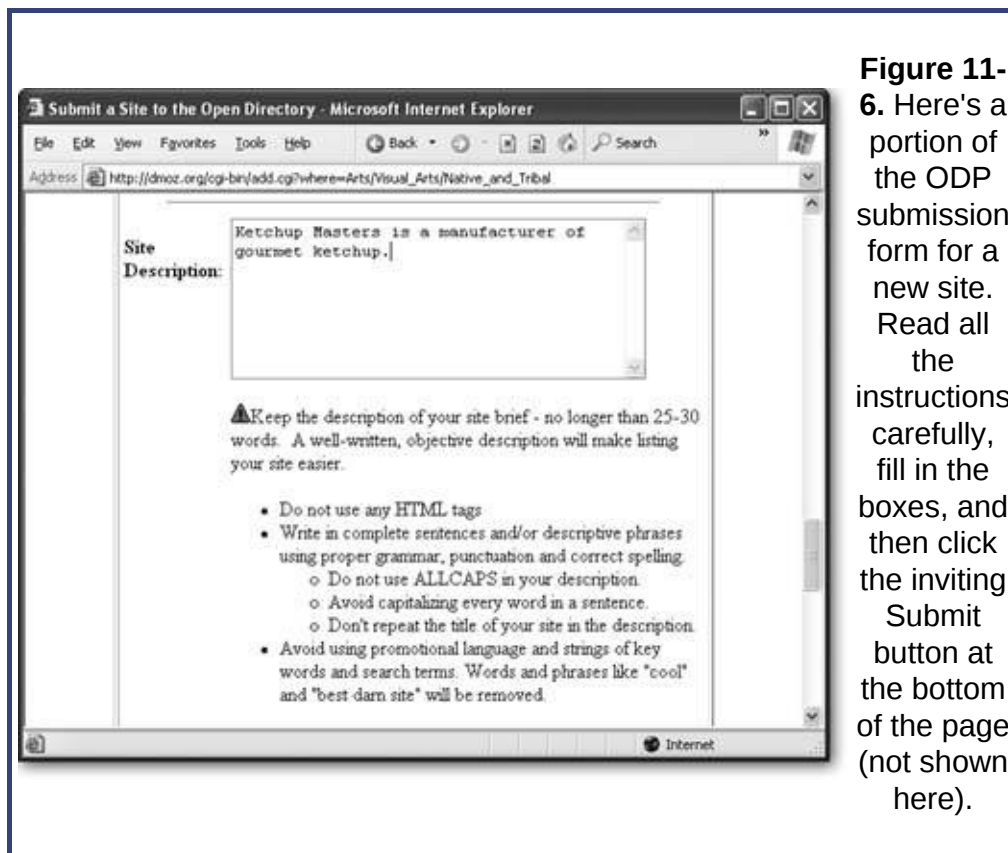 Submit a Site to the Open Directory - Microsoft Internet Explorer
File Edit View Favorites Tools Help Back Search »
Address http://dmoz.org/cgi-bin/add.cgi?where=Arts/Visual_Arts/Native_and_Tribal
Site
Description:
Ketchup Masters is a manufacturer of
gourmet ketchup.
Keep the description of your site brief - no longer than 25-30
words. A well-written, objective description will make listing
your site easier.
• Do not use any HTML tags
• Write in complete sentences and/or descriptive phrases
using proper grammar, punctuation and correct spelling.
o Do not use ALLCAPS in your description.
o Avoid capitalizing every word in a sentence.
o Don't repeat the title of your site in the description.
• Avoid using promotional language and strings of key
words and search terms. Words and phrases like "cool"
and "best darn site" will be removed.
Internet
Figure 11-
6. Here's a
portion of
the ODP
submission
form for a
new site.
Read all
the
instructions
carefully,
fill in the
boxes, and
then click
the inviting
Submit
button at
the bottom
of the page
(not shown
here).